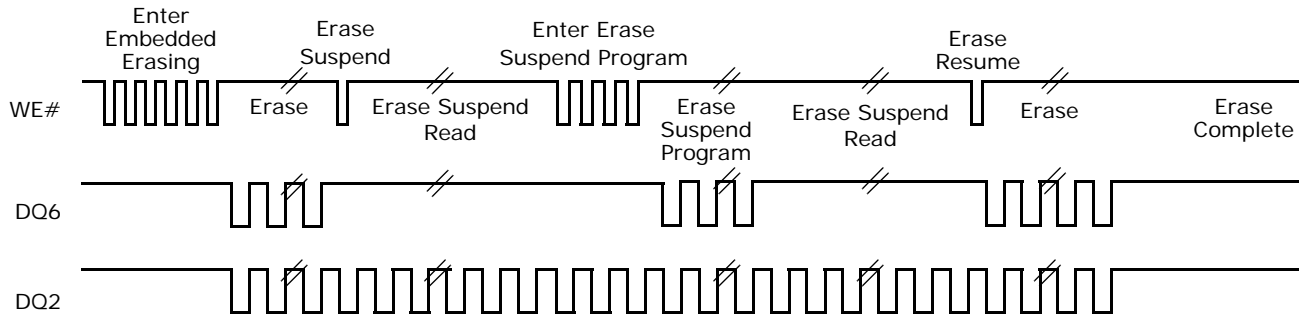 Enter
Embedded
Erasing
Erase
Suspend
Enter Erase
Suspend Program
Erase
Resume
WE#
Erase
Erase Suspend
Read
Erase
Suspend
Program
Erase Suspend
Read
Erase
Erase
Complete
DQ6
DQ2